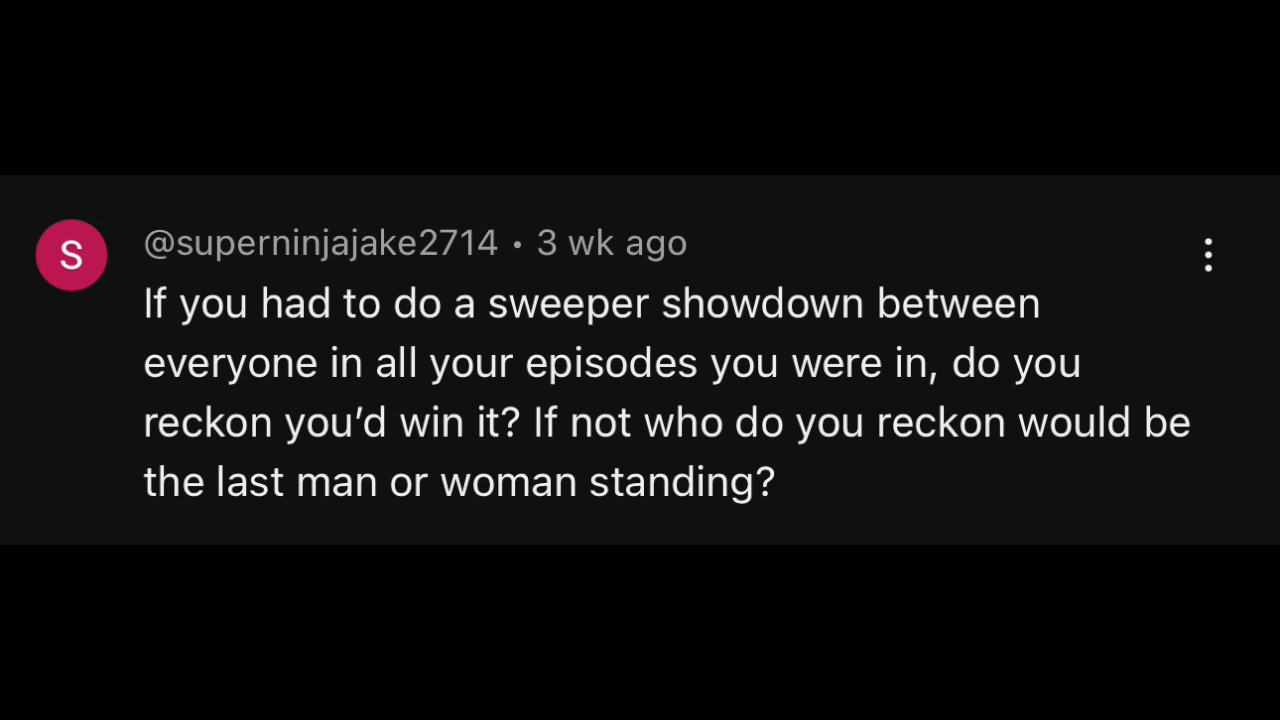 S
@superninjajake2714 • 3 wk ago
If you had to do a sweeper showdown between
everyone in all your episodes you were in, do you
reckon you’d win it? If not who do you reckon would be
the last man or woman standing?